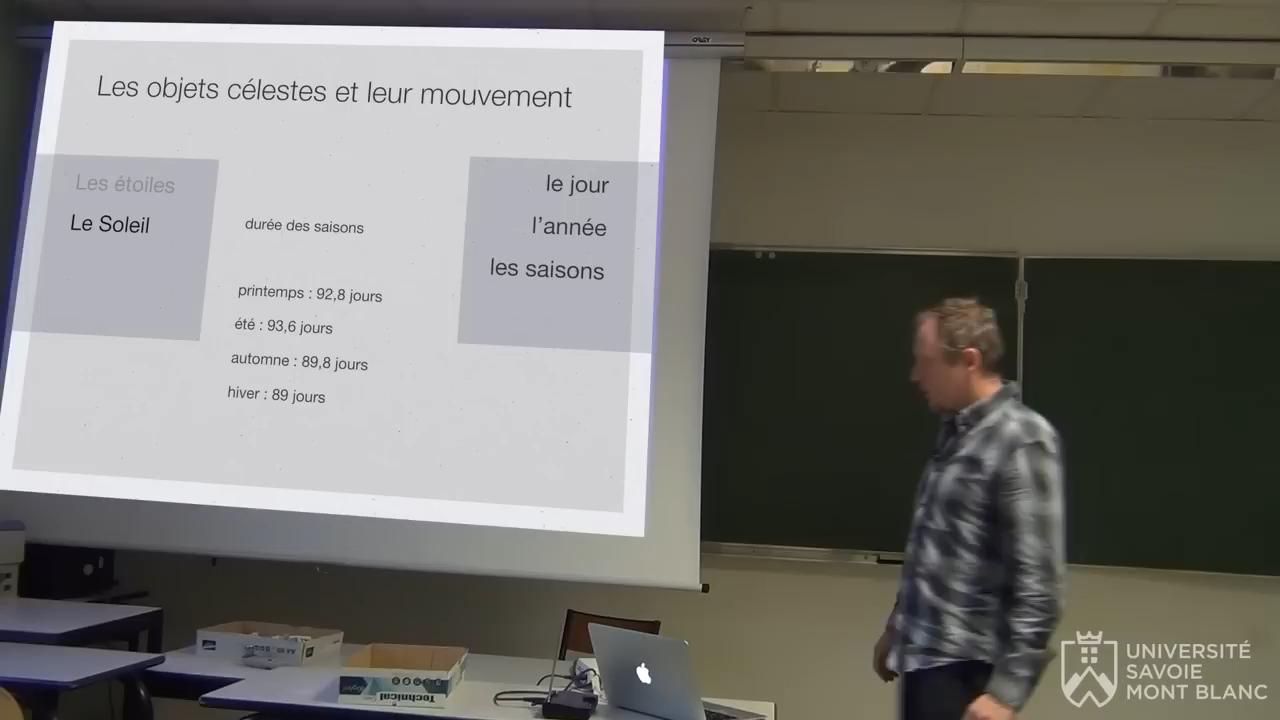 Les objets célestes et leur mouvement
Les étoiles
Le Soleil
durée des saisons
printemps : 92,8 jours
été : 93,6 jours
automne : 89,8 jours
hiver : 89 jours
le jour
l'année
les saisons
ORAY
Technical
UNIVERSITÉ
SAVOIE
MONT BLANC